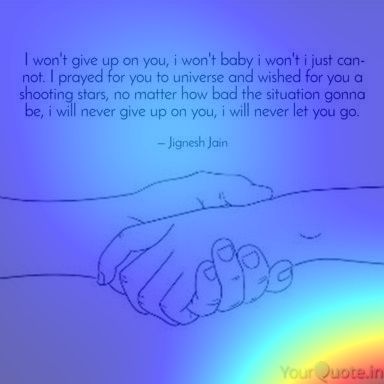 I won't give up on you, i won't baby i won't i just can-
not. I prayed for you to universe and wished for you a
shooting stars, no matter how bad the situation gonna
be, i will never give up on you, i will never let you go.
– Jignesh Jain
YourQuote.in